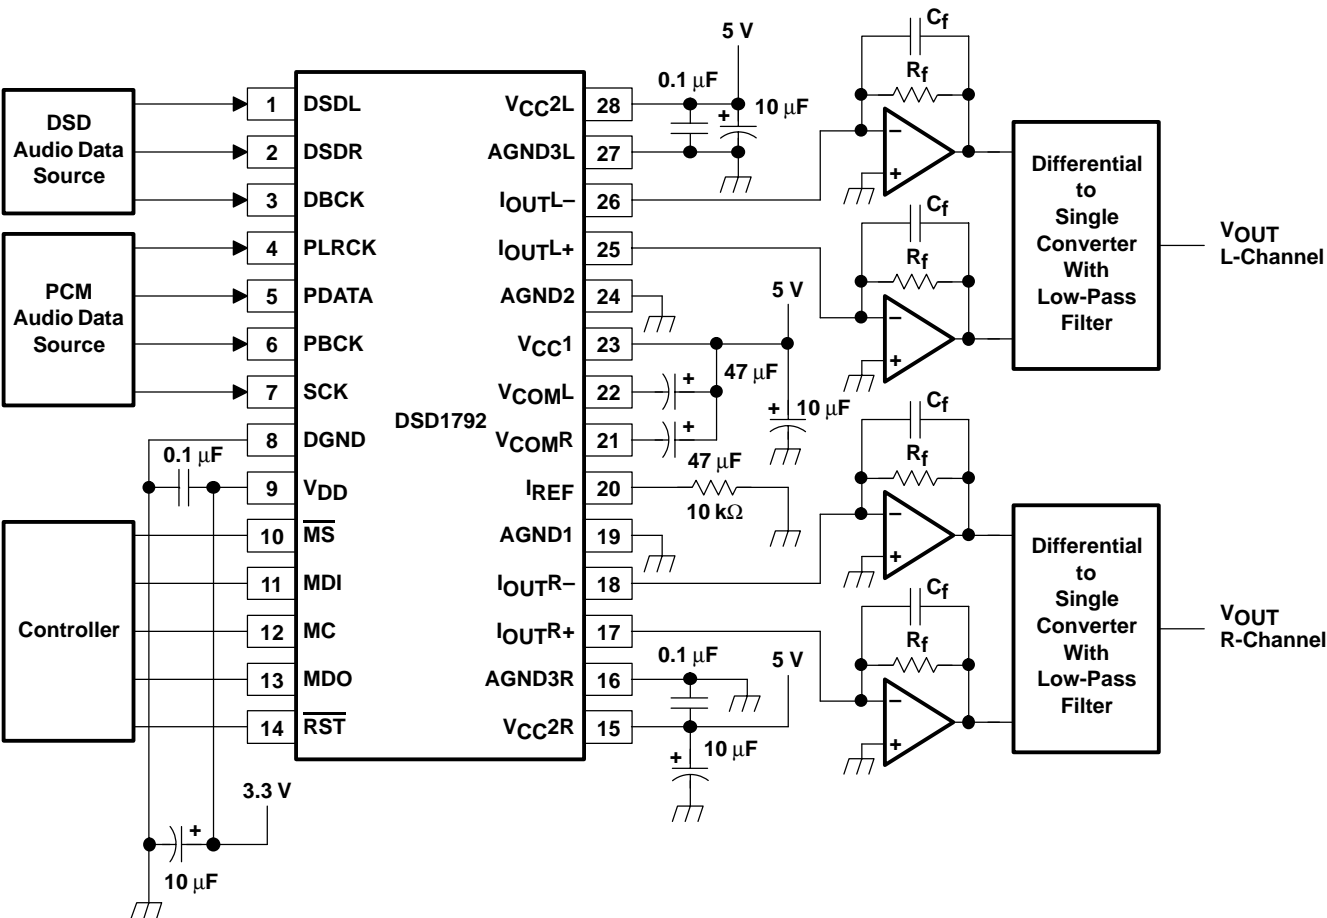 DSD
Audio Data
Source
PCM
Audio Data
Source
Controller
1 DSDL
2 DSDR
3 DBCK
4 PLRCK
5 PDATA
6 PBCK
7 SCK
8 DGND
9 VDD
10 MS
11 MDI
12 MC
13 MDO
14 RST
0.1 μF
3.3 V
+
10 μF
DSD1792
VCC2L 28
AGND3L 27
IOUTL– 26
IOUTL+ 25
AGND2 24
VCC1 23
VCOML 22
VCOMR 21
IREF 20
AGND1 19
IOUTR– 18
IOUTR+ 17
AGND3R 16
VCC2R 15
5 V
0.1 μF
+ 10 μF
5 V
+ 47 μF
+
+ 10 μF
47 μF
10 kΩ
0.1 μF
5 V
+ 10 μF
Cf
Rf
–
+
Cf
Rf
–
+
Cf
Rf
–
+
Cf
Rf
–
+
Differential
to
Single
Converter
With
Low-Pass
Filter
VOUT
L-Channel
Differential
to
Single
Converter
With
Low-Pass
Filter
VOUT
R-Channel